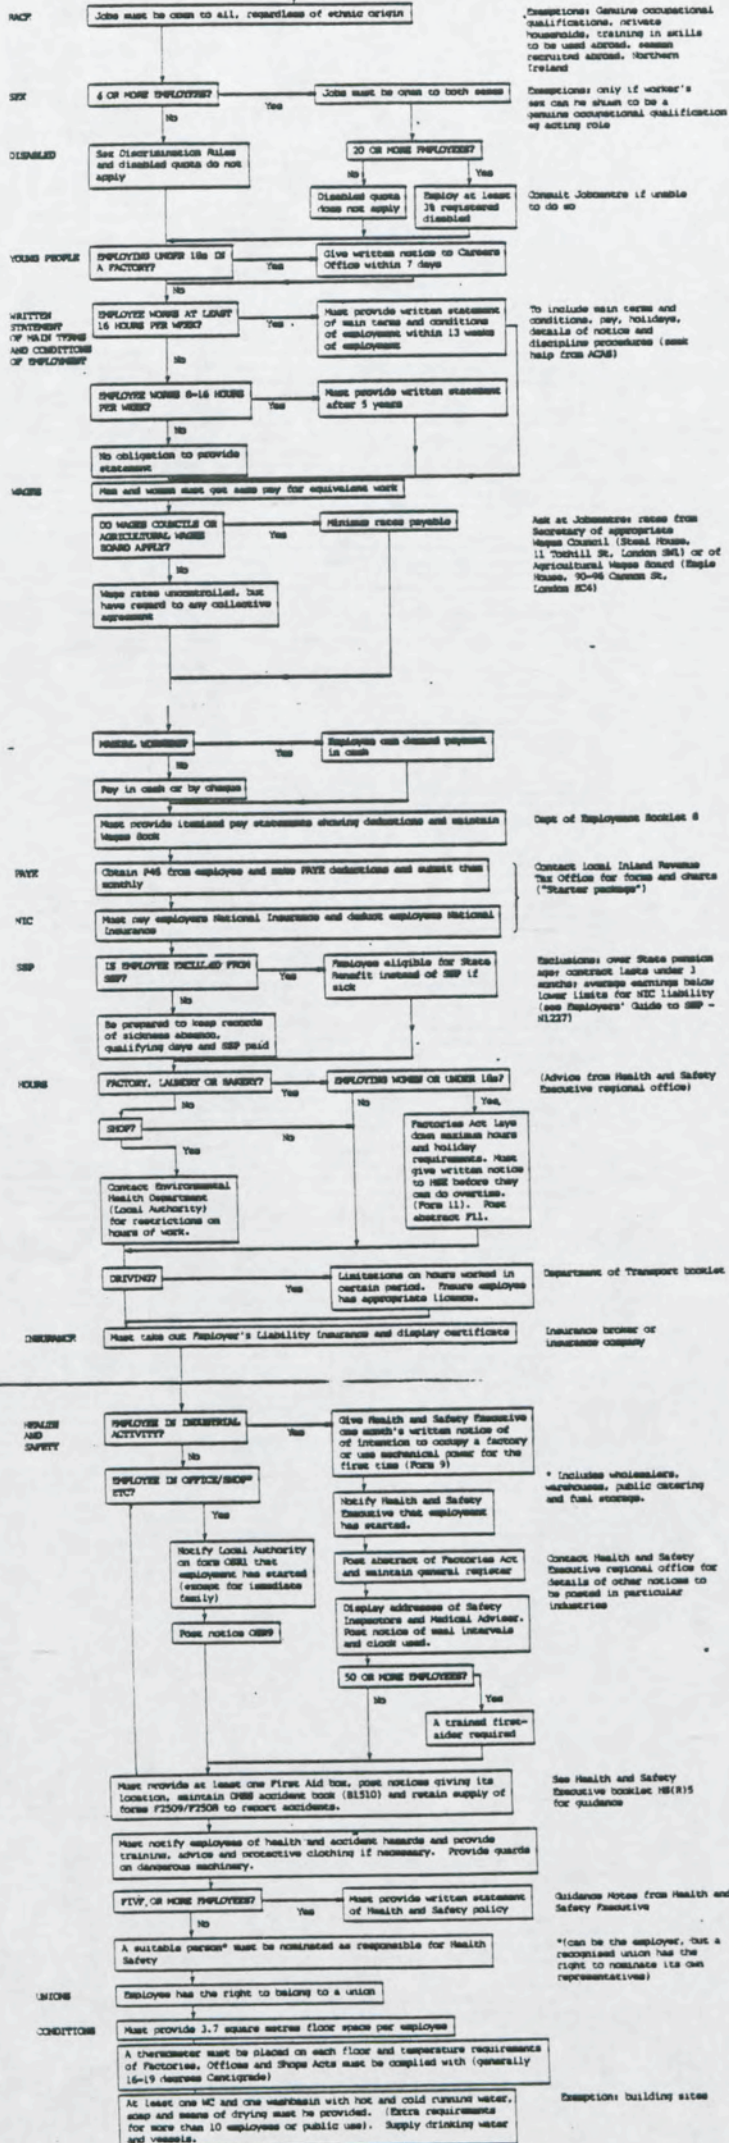 RACE
Jobs must be open to all, regardless of ethnic origin
Exemptions: Genuine occupational
qualifications, private
households, training in skills
to be used abroad, seamen
recruited abroad, Northern
Ireland
SEX
6 OR MORE EMPLOYEES?
Yes
Jobs must be open to both sexes
Exemptions: only if worker's
sex can be shown to be a
genuine occupational qualification
eg acting role
No
DISABLED
Sex Discrimination Rules
and disabled quota do not
apply
20 OR MORE EMPLOYEES?
No
Yes
Disabled quota
does not apply
Employ at least
3% registered
disabled
Consult Jobcentre if unable
to do so
YOUNG PEOPLE
EMPLOYING UNDER 18s IN
A FACTORY?
Yes
Give written notice to Careers
Office within 7 days
No
WRITTEN
STATEMENT
OF MAIN TERMS
AND CONDITIONS
OF EMPLOYMENT
EMPLOYEE WORKS AT LEAST
16 HOURS PER WEEK?
Yes
Must provide written statement
of main terms and conditions
of employment within 13 weeks
of employment
To include main terms and
conditions, pay, holidays,
details of notice and
discipline procedures (seek
help from ACAS)
No
EMPLOYEE WORKS 8-16 HOURS
PER WEEK?
Yes
Must provide written statement
after 5 years
No
No obligation to provide
statement
WAGES
Men and women must get same pay for equivalent work
DO WAGES COUNCILS OR
AGRICULTURAL WAGES
BOARD APPLY?
Yes
Minimum rates payable
Ask at Jobcentre: rates from
Secretary of appropriate
Wages Council (Steel House,
11 Tothill St, London SW1) or of
Agricultural Wages Board (Eagle
House, 90-96 Cannon St,
London EC4)
No
Wage rates uncontrolled, but
have regard to any collective
agreement
MANUAL WORKERS?
Yes
Employee can demand payment
in cash
No
Pay in cash or by cheque
Must provide itemised pay statements showing deductions and maintain
Wages Book
Dept of Employment Booklet 8
PAYE
Obtain P45 from employee and make PAYE deductions and submit them
monthly
Contact Local Inland Revenue
Tax Office for forms and charts
("Starter package")
NIC
Must pay employers National Insurance and deduct employees National
Insurance
SSP
IS EMPLOYEE EXCLUDED FROM
SSP?
Yes
Employee eligible for State
Benefit instead of SSP if
sick
Exclusions: over State pension
age; contract lasts under 3
months; average earnings below
lower limits for NIC liability
(see Employers' Guide to SSP -
NI227)
No
Be prepared to keep records
of sickness absence,
qualifying days and SSP paid
HOURS
FACTORY, LAUNDRY OR BAKERY?
Yes
EMPLOYING WOMEN OR UNDER 18s?
(Advice from Health and Safety
Executive regional office)
No
No
Yes
SHOP?
No
Yes
Factories Act lays
down maximum hours
and holiday
requirements. Must
give written notice
to HSE before they
can do overtime.
(Form 11). Post
abstract F11.
Contact Environmental
Health Department
(Local Authority)
for restrictions on
hours of work.
DRIVING?
Yes
Limitations on hours worked in
certain period. Ensure employee
has appropriate licence.
Department of Transport booklet
INSURANCE
Must take out Employer's Liability Insurance and display certificate
Insurance broker or
insurance company
HEALTH
AND
SAFETY
EMPLOYEE IN INDUSTRIAL
ACTIVITY?
Yes
Give Health and Safety Executive
one month's written notice of
of intention to occupy a factory
or use mechanical power for the
first time (Form 9)
No
EMPLOYEE IN OFFICE/SHOP*
ETC?
* Includes wholesalers,
warehouses, public catering
and fuel storage.
Yes
Notify Health and Safety
Executive that employment
has started.
Notify Local Authority
on form OSR1 that
employment has started
(except for immediate
family)
Post abstract of Factories Act
and maintain general register
Contact Health and Safety
Executive regional office for
details of other notices to
be posted in particular
industries
Display addresses of Safety
Inspectors and Medical Adviser.
Post notice of meal intervals
and clock used.
Post notice OSR9
50 OR MORE EMPLOYEES?
No
Yes
A trained first-
aider required
Must provide at least one First Aid box, post notices giving its
location, maintain DHSS accident book (B1510) and retain supply of
forms F2509/F2508 to report accidents.
See Health and Safety
Executive booklet HS(R)5
for guidance
Must notify employees of health and accident hazards and provide
training, advice and protective clothing if necessary. Provide guards
on dangerous machinery.
FIVE OR MORE EMPLOYEES?
Yes
Must provide written statement
of Health and Safety policy
Guidance Notes from Health and
Safety Executive
No
A suitable person* must be nominated as responsible for Health
Safety
*(can be the employer, but a
recognised union has the
right to nominate its own
representatives)
UNIONS
Employee has the right to belong to a union
CONDITIONS
Must provide 3.7 square metres floor space per employee
A thermometer must be placed on each floor and temperature requirements
of Factories, Offices and Shops Acts must be complied with (generally
16-19 degrees Centigrade)
At least one WC and one washbasin with hot and cold running water,
soap and means of drying must be provided. (Extra requirements
for more than 10 employees or public use). Supply drinking water
and vessels.
Exemption: building sites